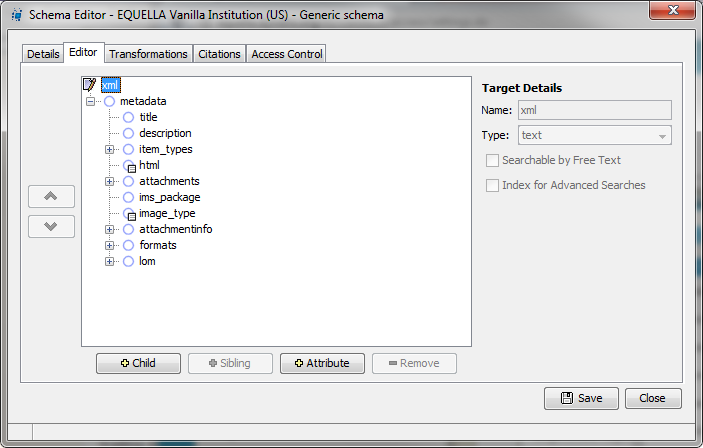 Schema Editor - EQUELLA Vanilla Institution (US) - Generic schema
Details Editor Transformations Citations Access Control
xml
metadata
title
description
item_types
html
attachments
ims_package
image_type
attachmentinfo
formats
lom
Target Details
Name: xml
Type: text
Searchable by Free Text
Index for Advanced Searches
Child Sibling Attribute Remove
Save Close